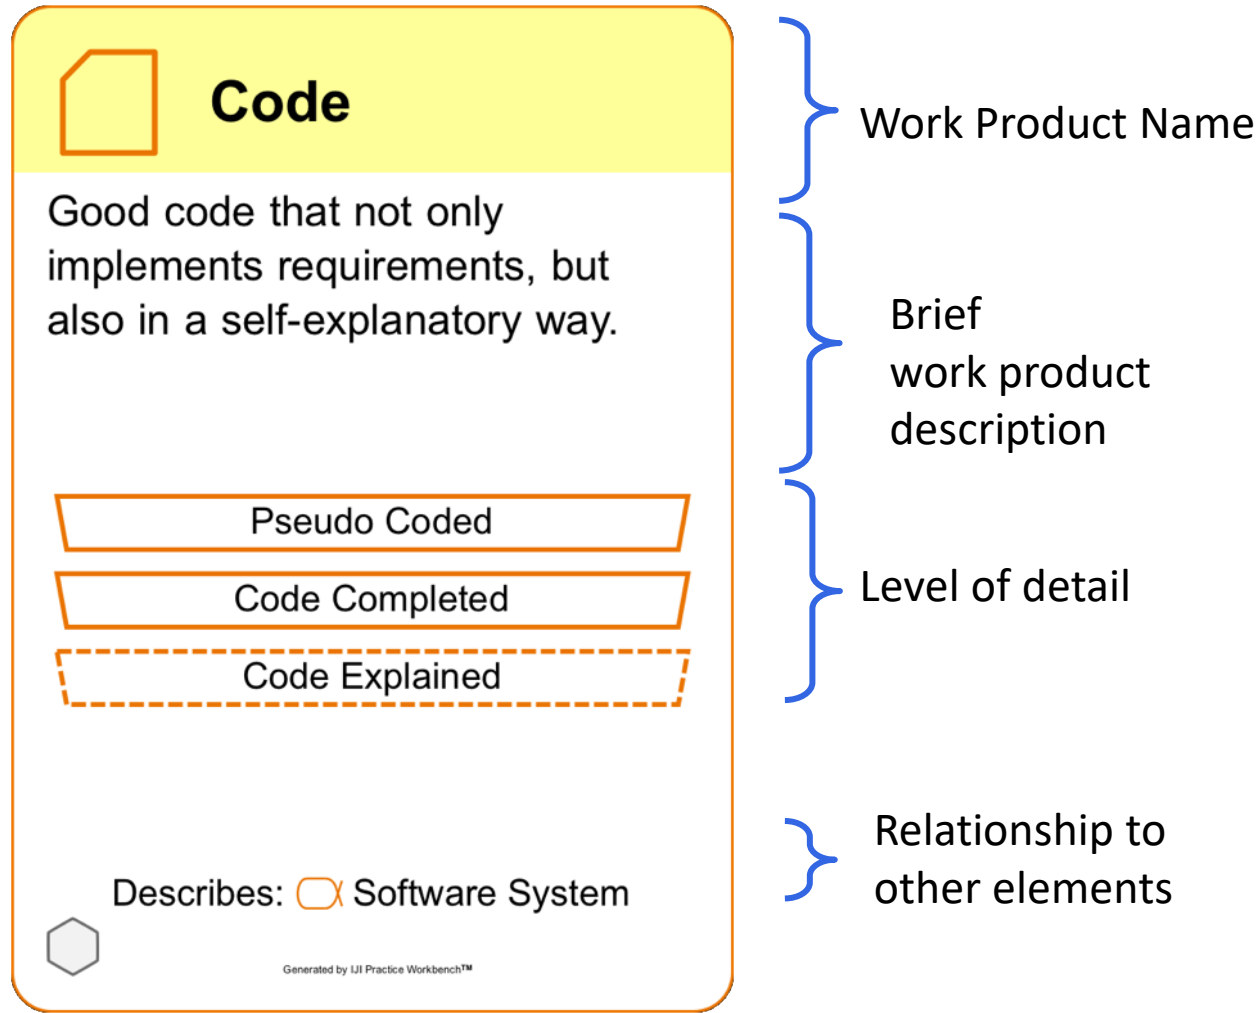 Code
Work Product Name
Good code that not only
implements requirements, but
also in a self-explanatory way.
Brief
work product
description
Pseudo Coded
Code Completed
Code Explained
Level of detail
Describes: Software System
Relationship to
other elements
Generated by IJI Practice Workbench™